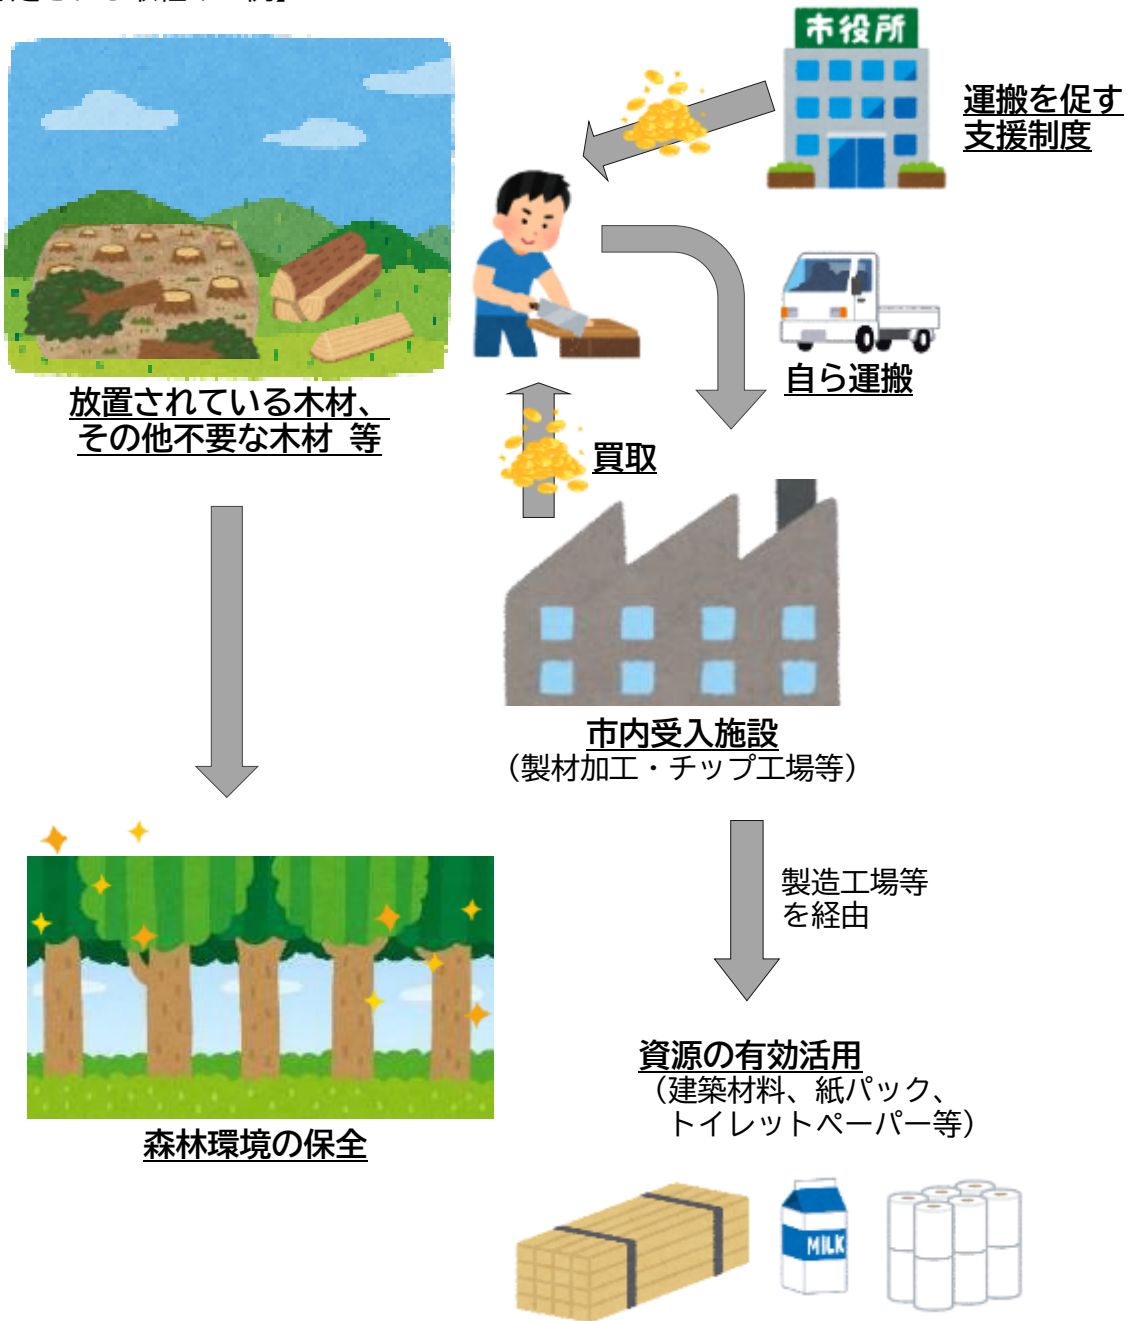 市役所
運搬を促す
支援制度
自ら運搬
放置されている木材、
その他不要な木材 等
買取
市内受入施設
（製材加工・チップ工場等）
製造工場等
を経由
資源の有効活用
（建築材料、紙パック、
トイレットペーパー等）
森林環境の保全
MILK